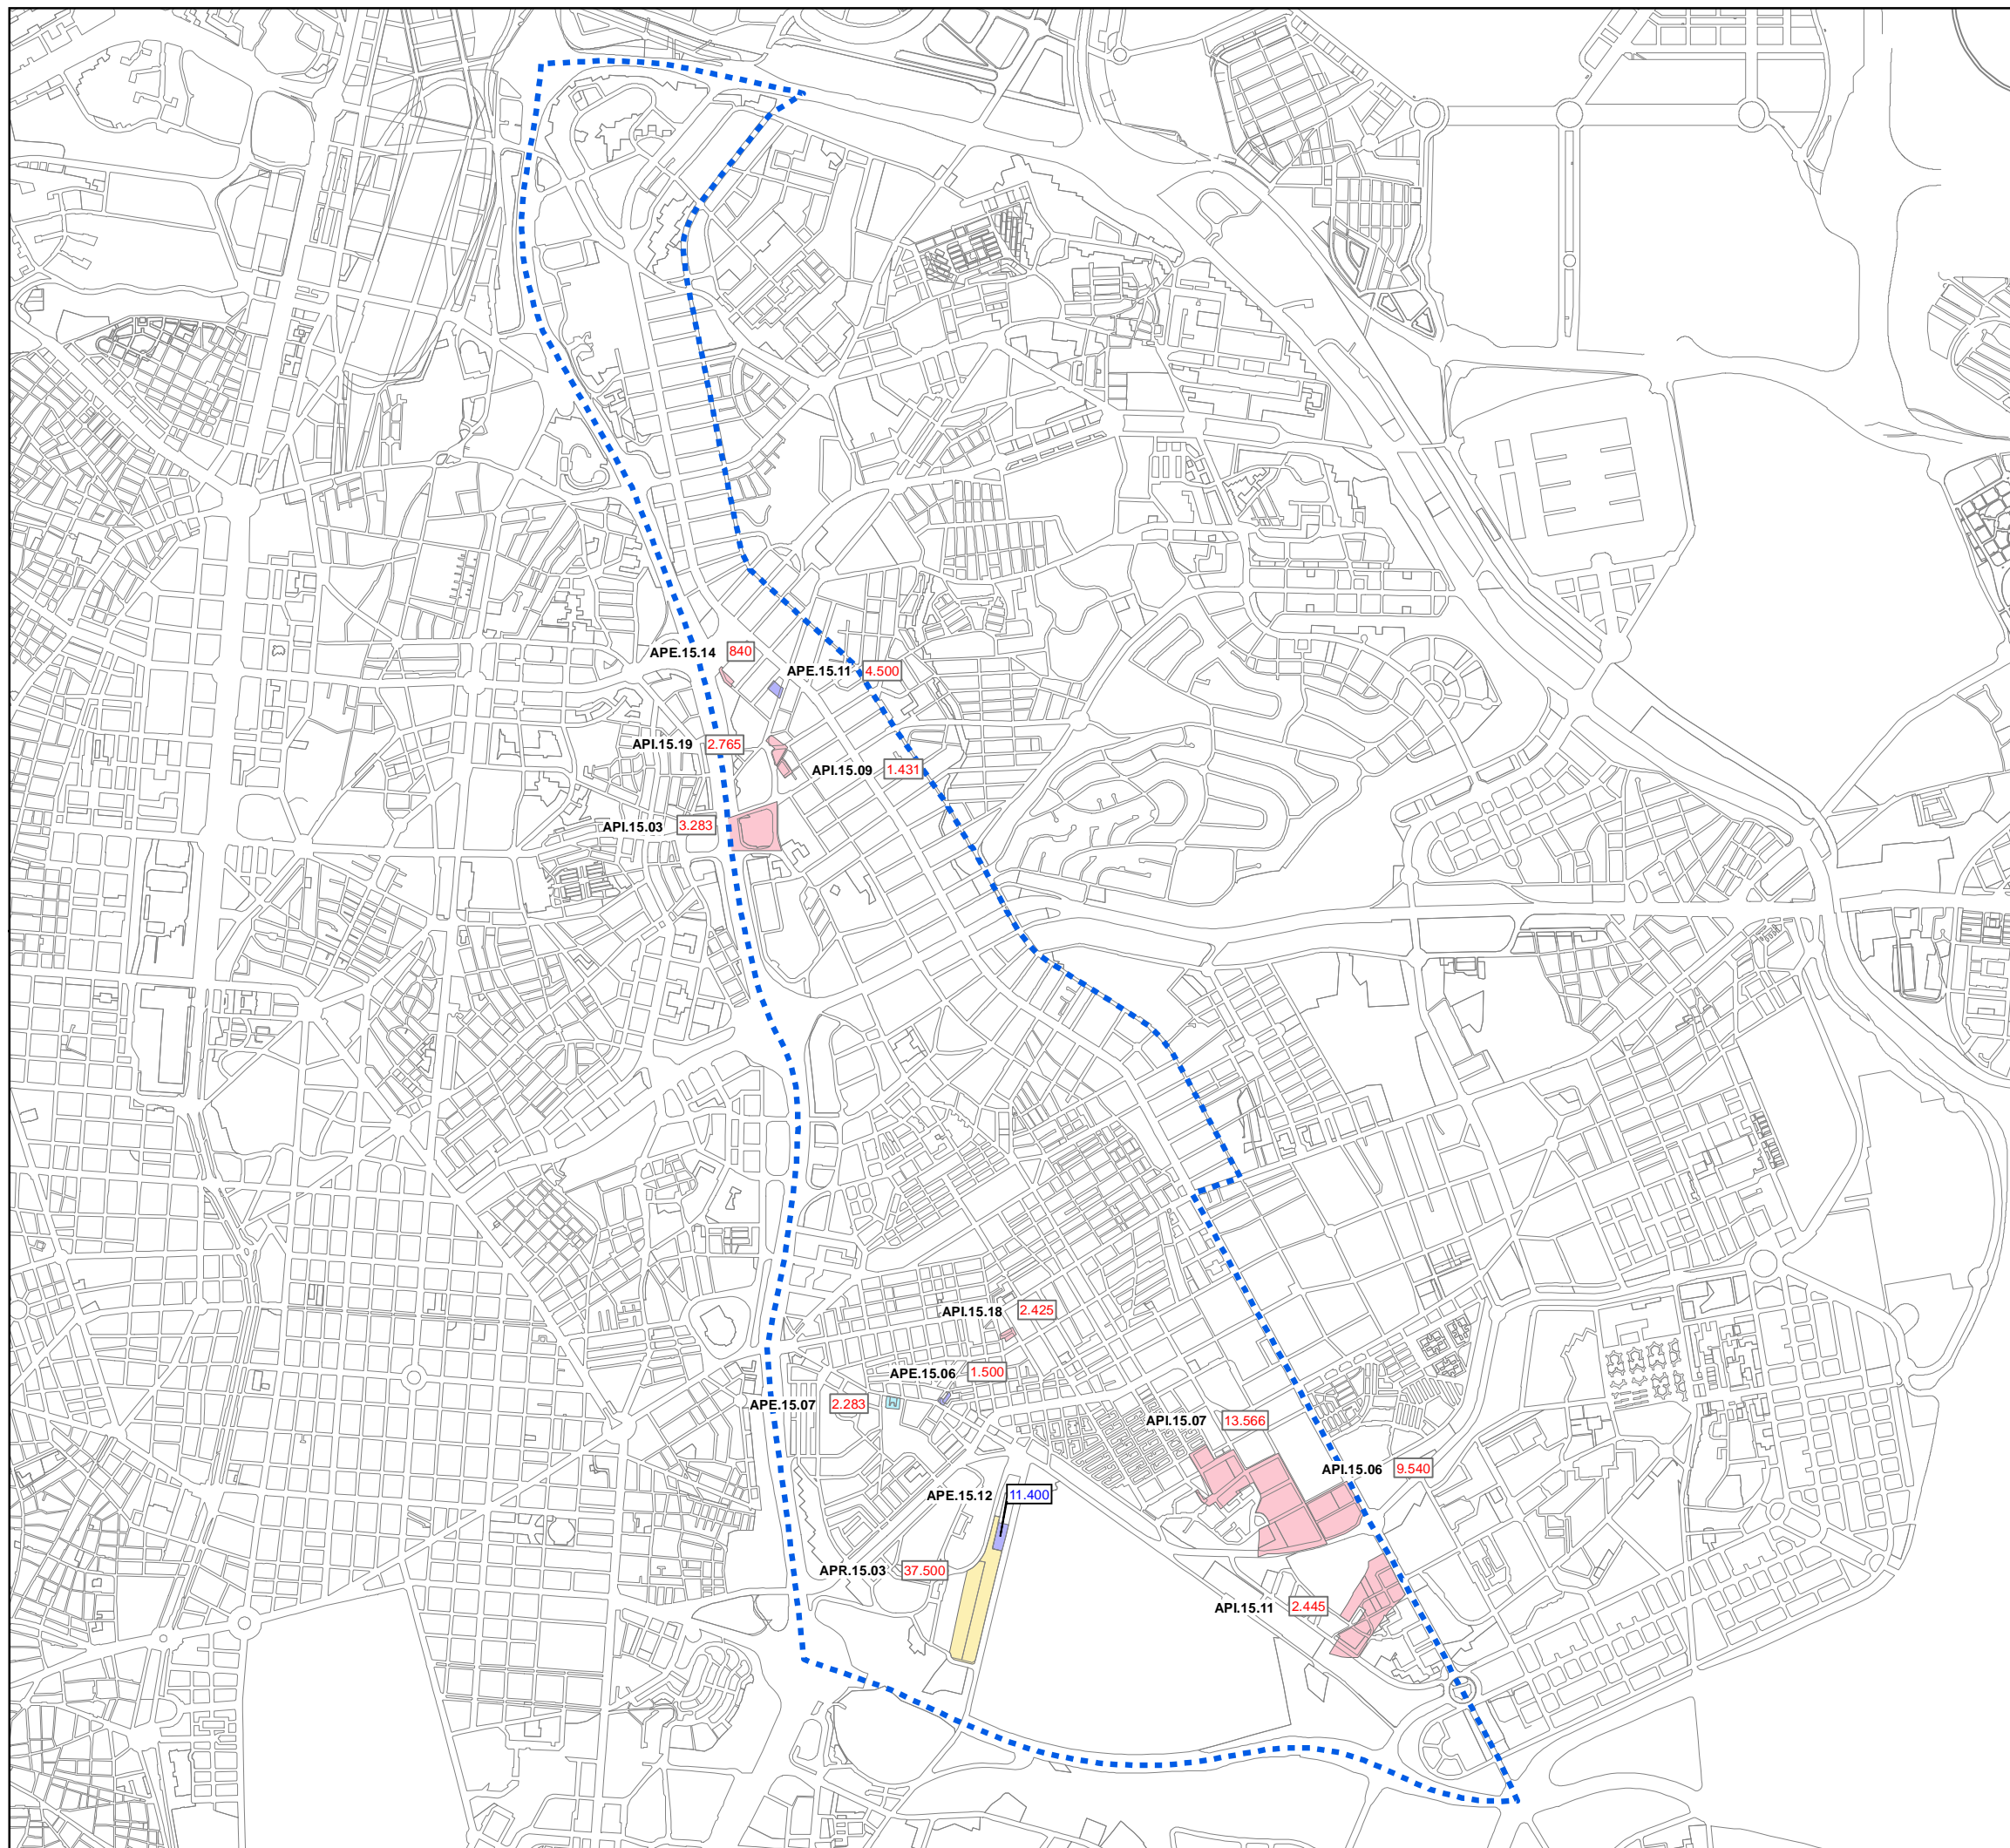 APE.15.14 840
APE.15.11 4.500
API.15.19 2.765
API.15.09 1.431
API.15.03 3.283
API.15.18 2.425
APE.15.06 1.500
APE.15.07 2.283
API.15.07 13.566
API.15.06 9.540
APE.15.12 11.400
APR.15.03 37.500
API.15.11 2.445